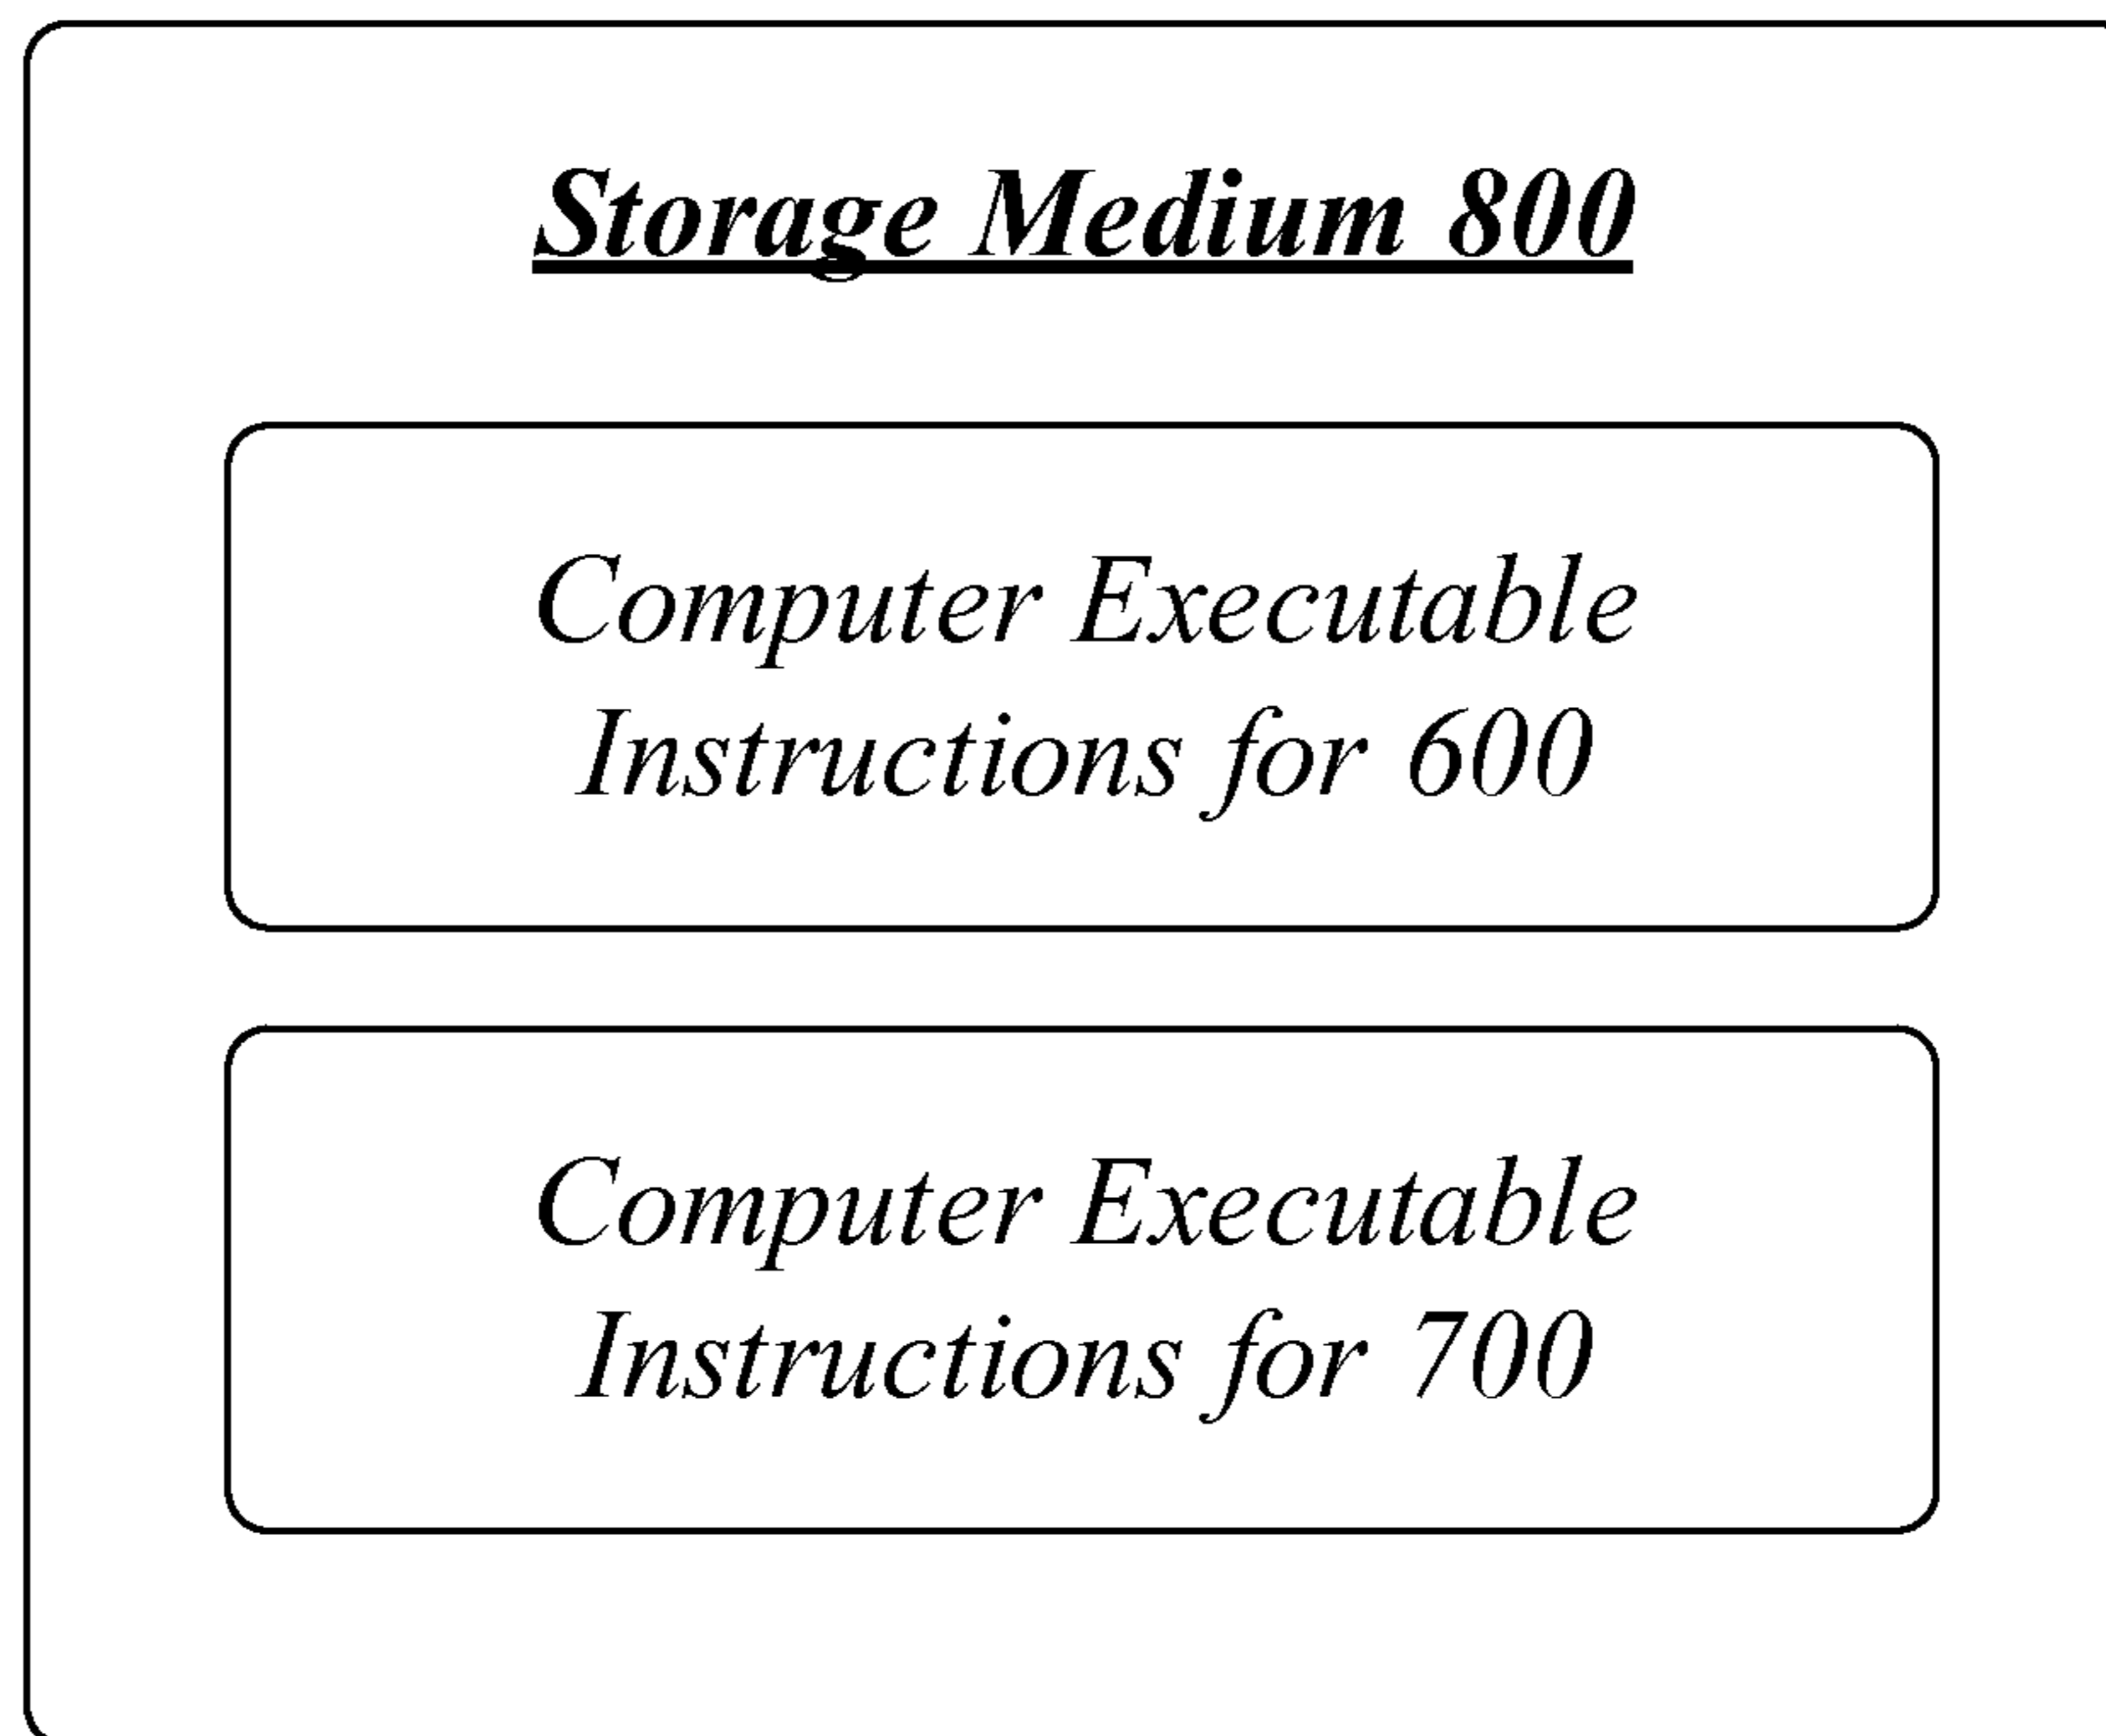 Storage Medium 800
Computer Executable
Instructions for 600
Computer Executable
Instructions for 700